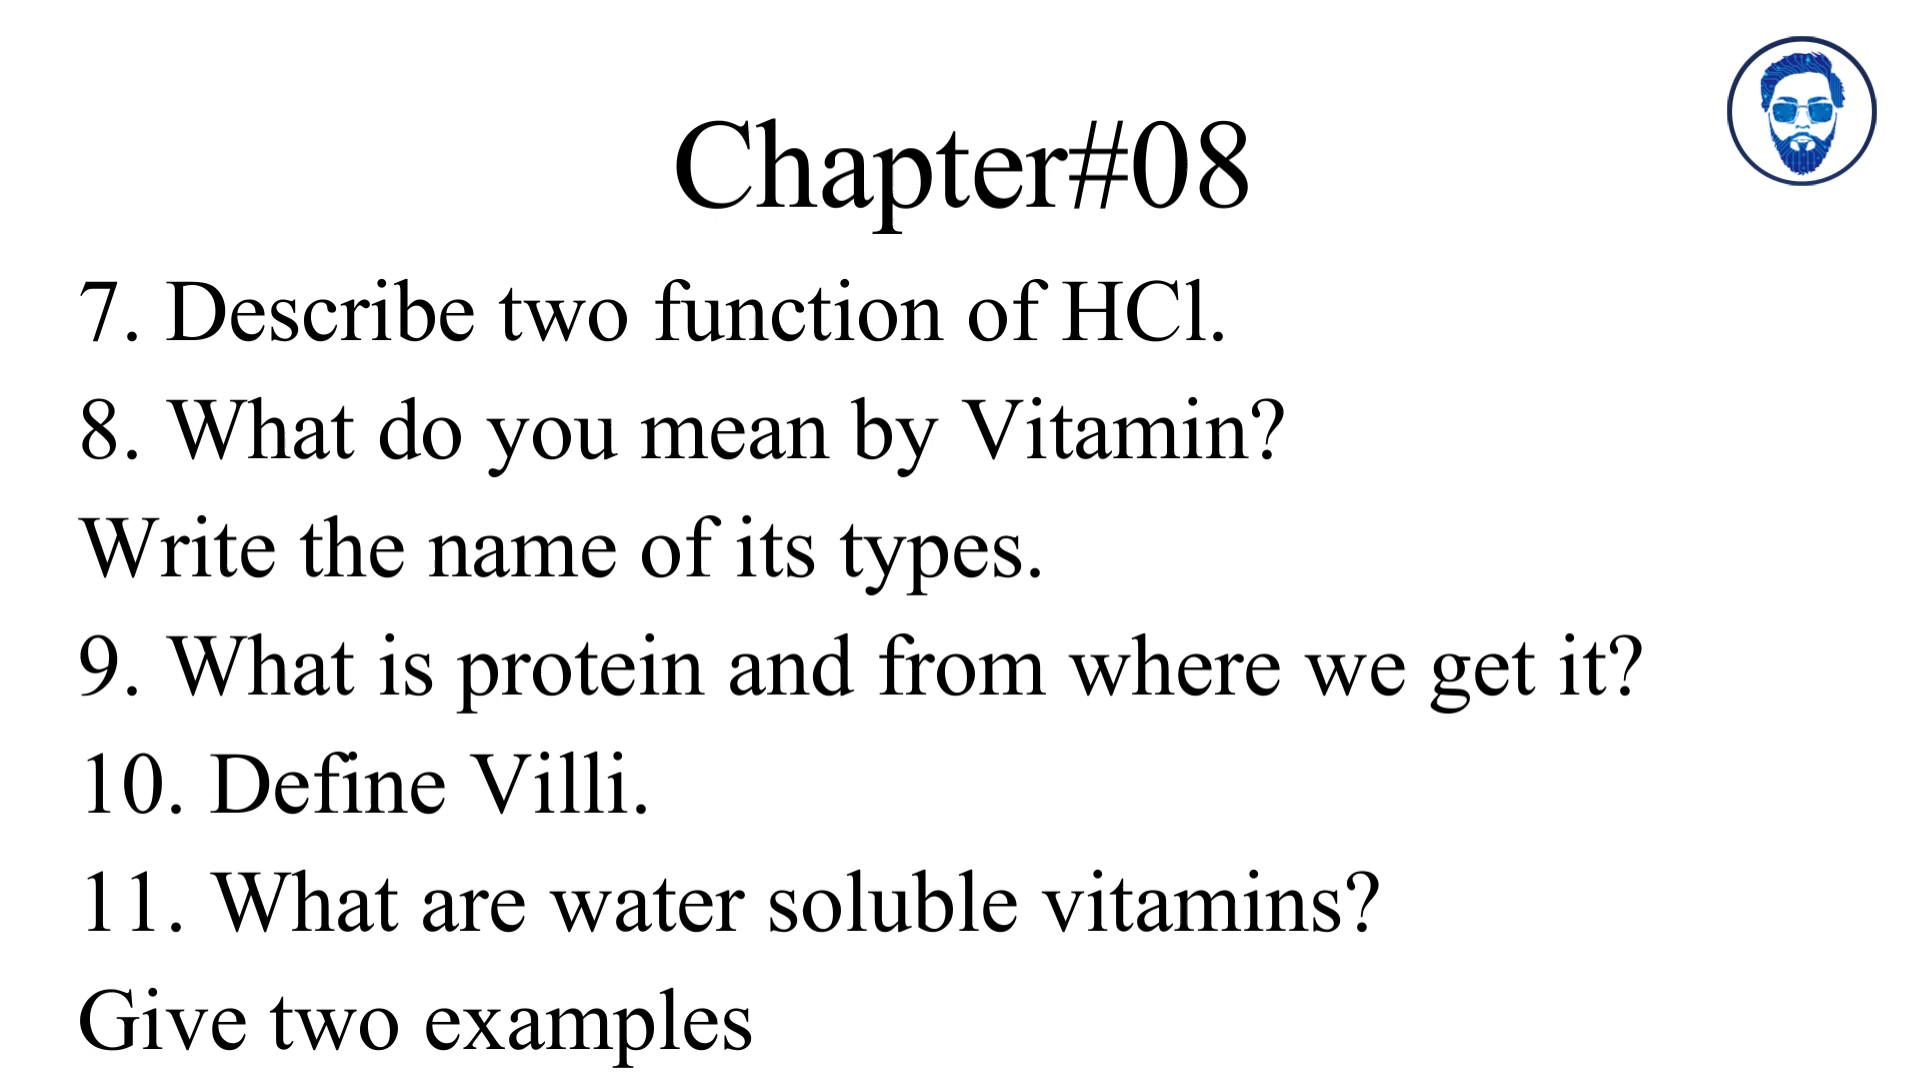 Chapter#08
7. Describe two function of HCl.
8. What do you mean by Vitamin?
Write the name of its types.
9. What is protein and from where we get it?
10. Define Villi.
11. What are water soluble vitamins?
Give two examples